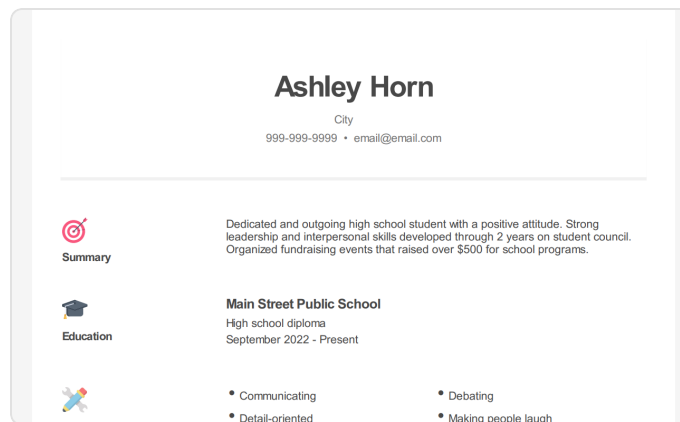 Ashley Horn
City
999-999-9999 • email@email.com
Dedicated and outgoing high school student with a positive attitude. Strong
leadership and interpersonal skills developed through 2 years on student council.
Organized fundraising events that raised over $500 for school programs.
Summary
Main Street Public School
High school diploma
September 2022 - Present
Education
• Communicating
• Debating
• Detail-oriented
• Making people laugh